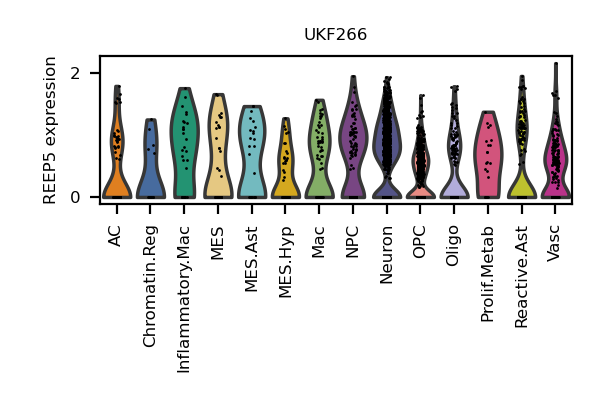 UKF266
REEP5 expression
2
0
AC
Chromatin.Reg
Inflammatory.Mac
MES
MES.Ast
MES.Hyp
Mac
NPC
Neuron
OPC
Oligo
Prolif.Metab
Reactive.Ast
Vasc